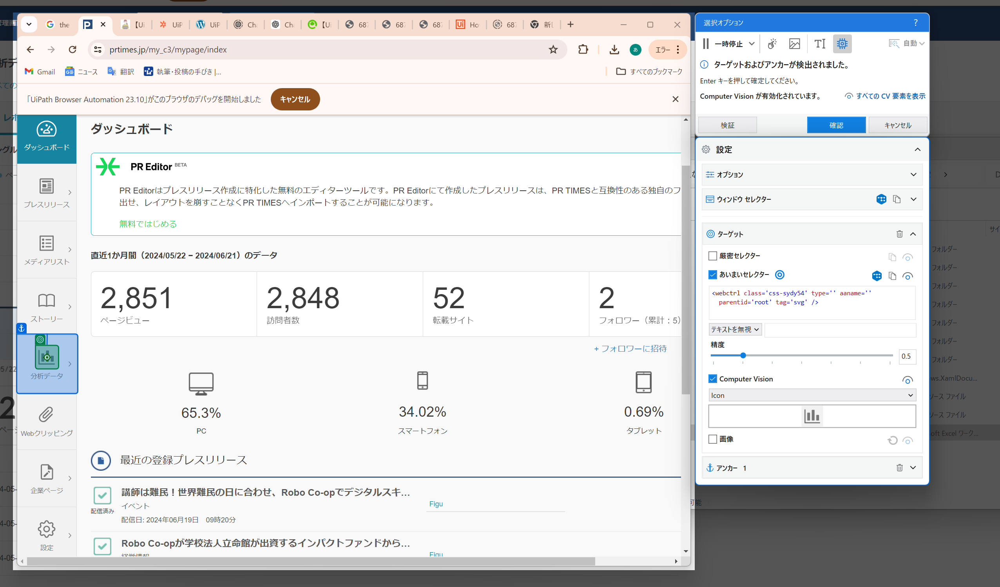 the
【Ui
UiP
UiP
Ch
Ch
【Ui
687
687
687
Ho
687
新し
prtimes.jp/my_c3/mypage/index
エラー
Gmail
ニュース
翻訳
執筆・投稿の手びき |...
すべてのブックマーク
「UiPath Browser Automation 23.10」がこのブラウザのデバッグを開始しました
キャンセル
ダッシュボード
プレスリリース
メディアリスト
ストーリー
分析データ
Webクリッピング
企業ページ
設定
ダッシュボード
PR Editor BETA
PR Editorはプレスリリース作成に特化した無料のエディターツールです。PR Editorにて作成したプレスリリースは、PR TIMESと互換性のある独自のフ
出せ、レイアウトを崩すことなくPR TIMESへインポートすることが可能になります。
無料ではじめる
直近1か月間（2024/05/22 – 2024/06/21）のデータ
2,851
ページビュー
2,848
訪問者数
52
転載サイト
2
フォロワー（累計：5）
+ フォロワーに招待
65.3%
PC
34.02%
スマートフォン
0.69%
タブレット
最近の登録プレスリリース
配信済み
講師は難民！世界難民の日に合わせ、Robo Co-opでデジタルスキ...
イベント
配信日: 2024年06月19日　09時20分
Figu
Robo Co-opが学校法人立命館が出資するインパクトファンドから...
経営情報
Figu
選択オプション
?
一時停止
自動
ターゲットおよびアンカーが検出されました。
Enter キーを押して確定してください。
Computer Vision が有効化されています。
すべての CV 要素を表示
検証
確認
キャンセル
設定
オプション
ウィンドウ セレクター
ターゲット
厳密セレクター
あいまいセレクター
<webctrl class='css-sydy54' type='' aaname=''
parentid='root' tag='svg' />
テキストを無視
精度
0.5
Computer Vision
Icon
画像
アンカー 1
フォルダー
フォルダー
フォルダー
フォルダー
フォルダー
フォルダー
フォルダー
ws.XamlDocu...
ソース ファイル
ソース ファイル
oft Excel ワーク...
可能